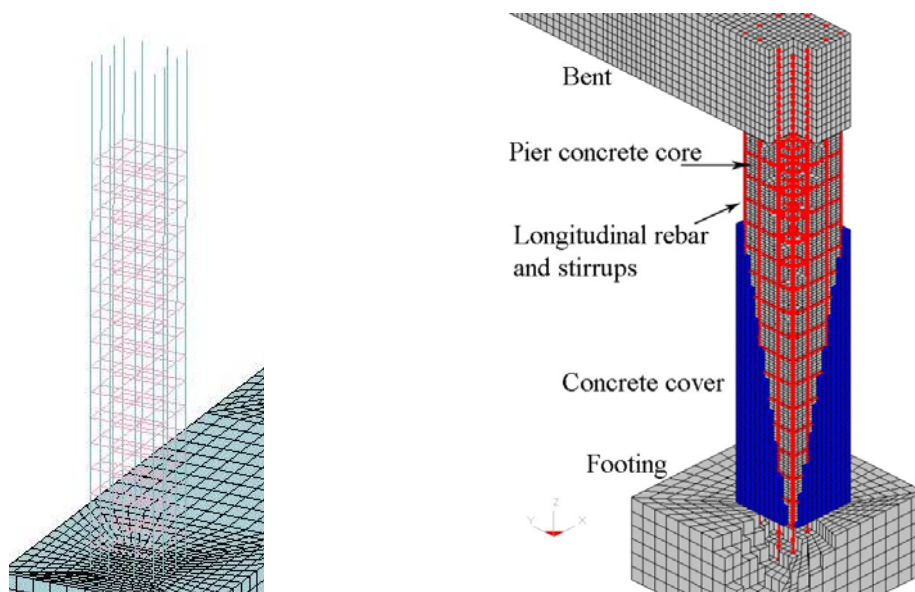 Bent
Pier concrete core
Longitudinal rebar
and stirrups
Concrete cover
Footing
Z
Y
X